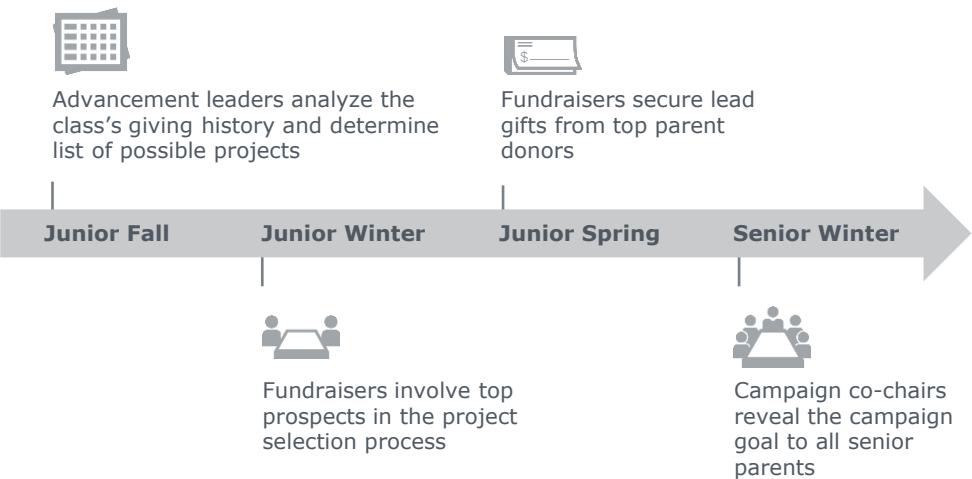 Advancement leaders analyze the
class’s giving history and determine
list of possible projects
$
Fundraisers secure lead
gifts from top parent
donors
Junior Fall
Junior Winter
Junior Spring
Senior Winter
Fundraisers involve top
prospects in the project
selection process
Campaign co-chairs
reveal the campaign
goal to all senior
parents